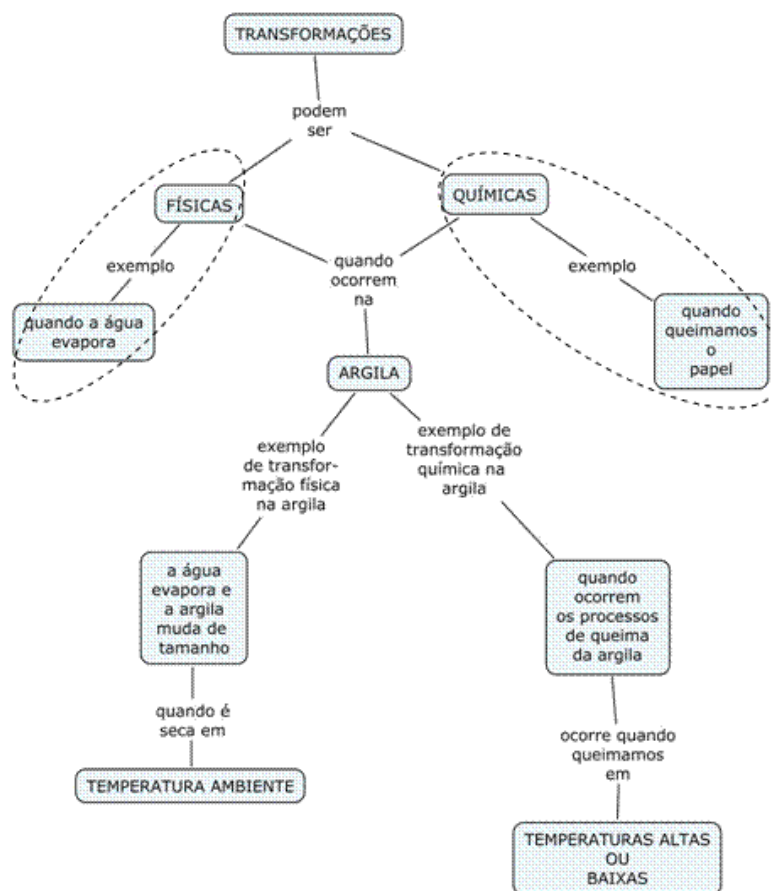 TRANSFORMAÇÕES
podem
ser
FÍSICAS
QUÍMICAS
exemplo
quando
ocorrem
na
exemplo
quando a água
evapora
quando
queimamos
o
papel
ARGILA
exemplo
de transfor-
mação física
na argila
exemplo de
transformação
química na
argila
a água
evapora e
a argila
muda de
tamanho
quando
ocorrem
os processos
de queima
da argila
quando é
seca em
ocorre quando
queimamos
em
TEMPERATURA AMBIENTE
TEMPERATURAS ALTAS
OU
BAIXAS